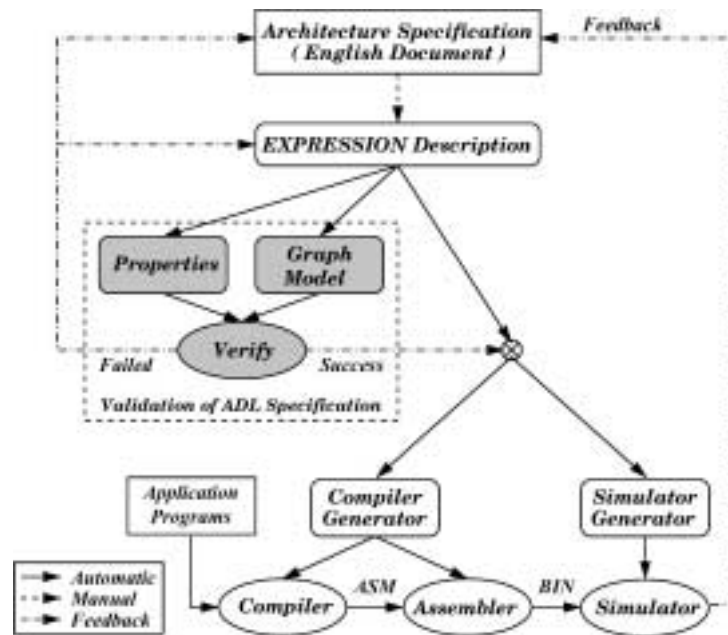 Architecture Specification
( English Document )
Feedback
EXPRESSION Description
Properties
Graph
Model
Verify
Failed
Success
Validation of ADL Specification
Application
Programs
Compiler
Generator
Simulator
Generator
Automatic
Manual
Feedback
Compiler
ASM
Assembler
BIN
Simulator